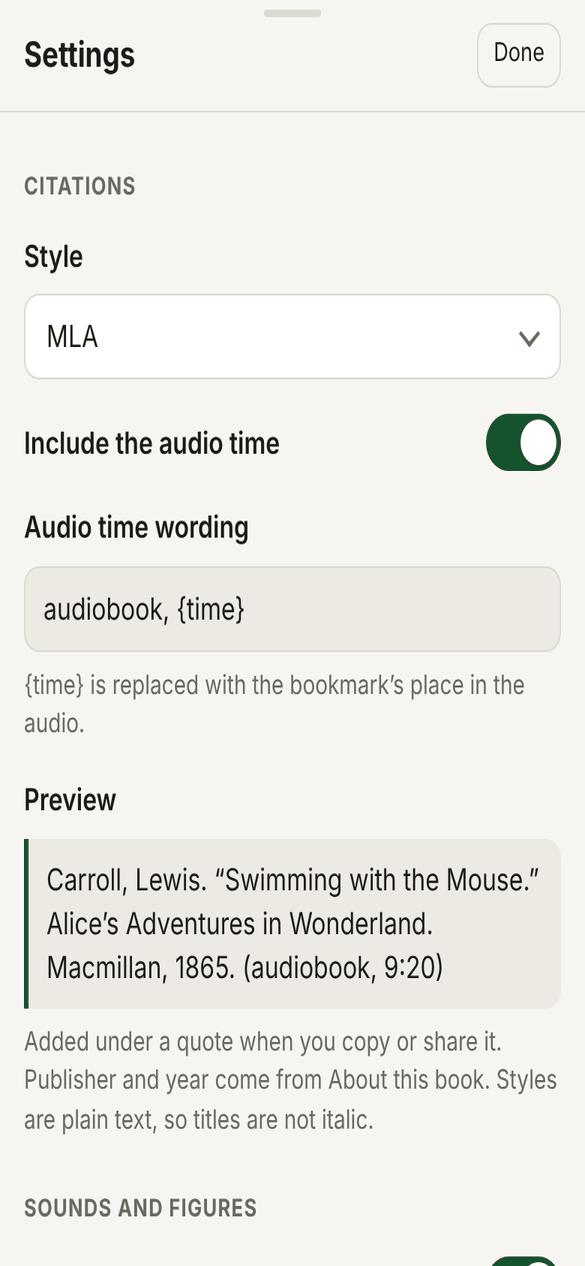 Settings
Done
CITATIONS
Style
MLA
Include the audio time
Audio time wording
audiobook, {time}
{time} is replaced with the bookmark’s place in the
audio.
Preview
Carroll, Lewis. “Swimming with the Mouse.”
Alice’s Adventures in Wonderland.
Macmillan, 1865. (audiobook, 9:20)
Added under a quote when you copy or share it.
Publisher and year come from About this book. Styles
are plain text, so titles are not italic.
SOUNDS AND FIGURES